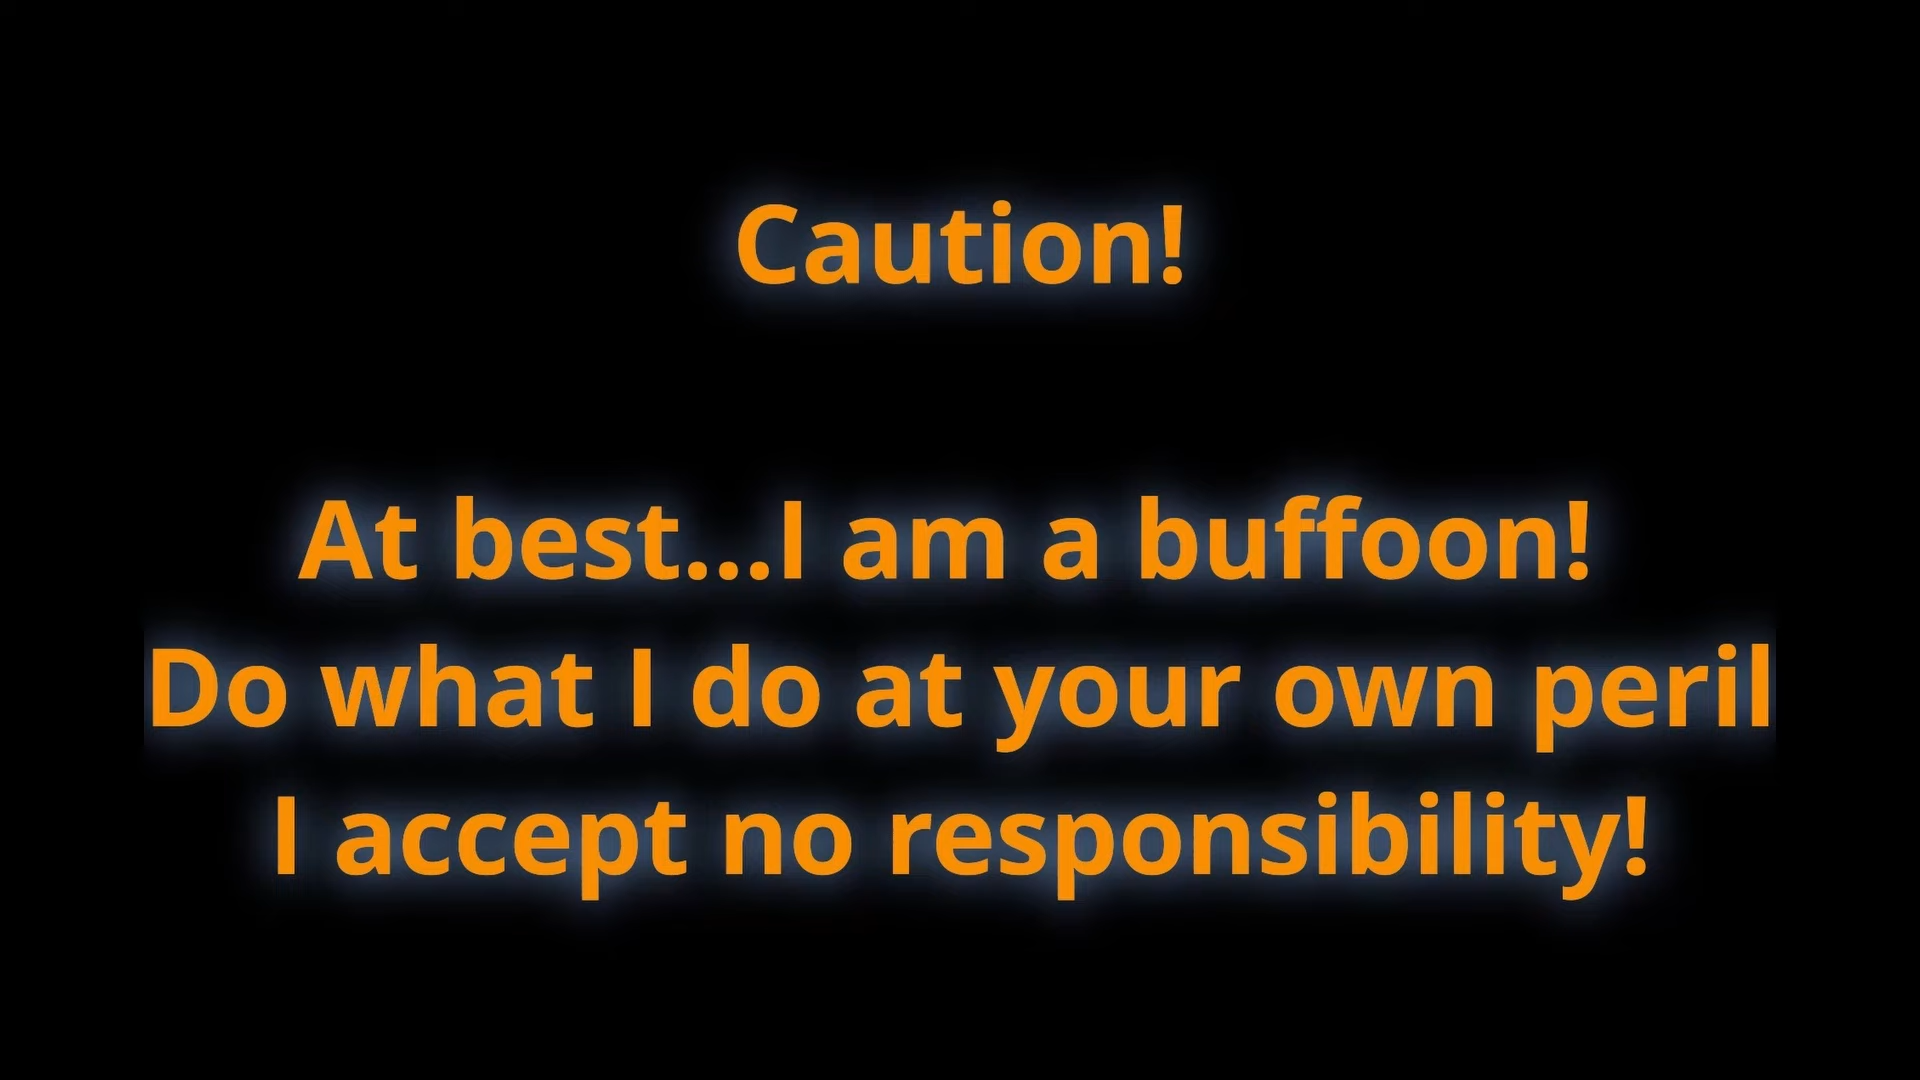 Caution!
At best...I am a buffoon!
Do what I do at your own peril
I accept no responsibility!